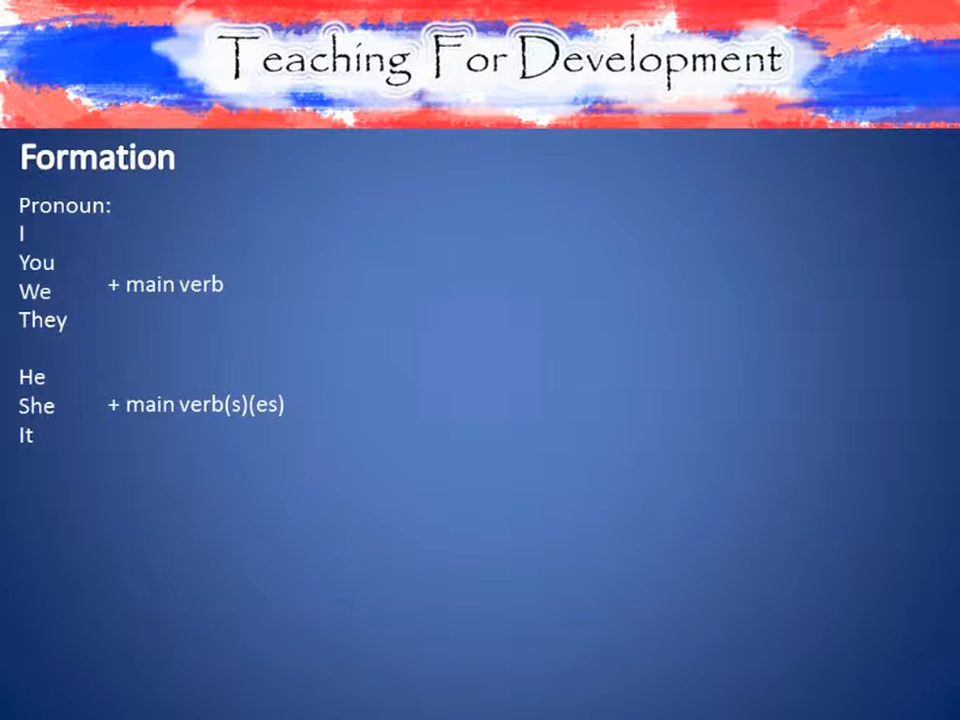 Teaching For Development
Formation
Pronoun:
I
You
We
+ main verb
They
He
She
+ main verb(s)(es)
It